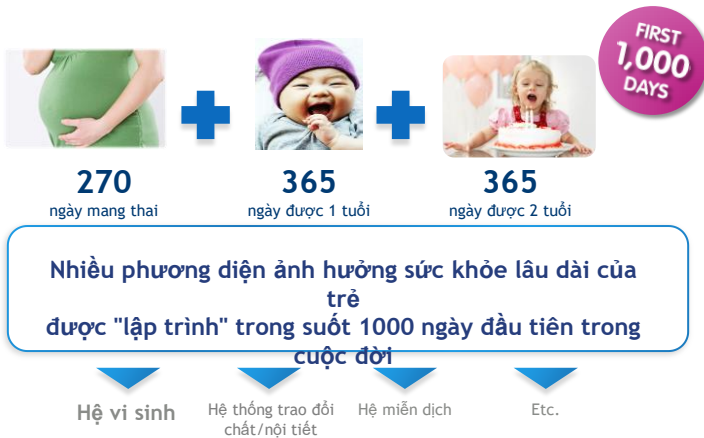 FIRST
1,000
DAYS
270
ngày mang thai
365
ngày được 1 tuổi
365
ngày được 2 tuổi
Nhiều phương diện ảnh hưởng sức khỏe lâu dài của
trẻ
được "lập trình" trong suốt 1000 ngày đầu tiên trong
cuộc đời
Hệ vi sinh
Hệ thống trao đổi
chất/nội tiết
Hệ miễn dịch
Etc.